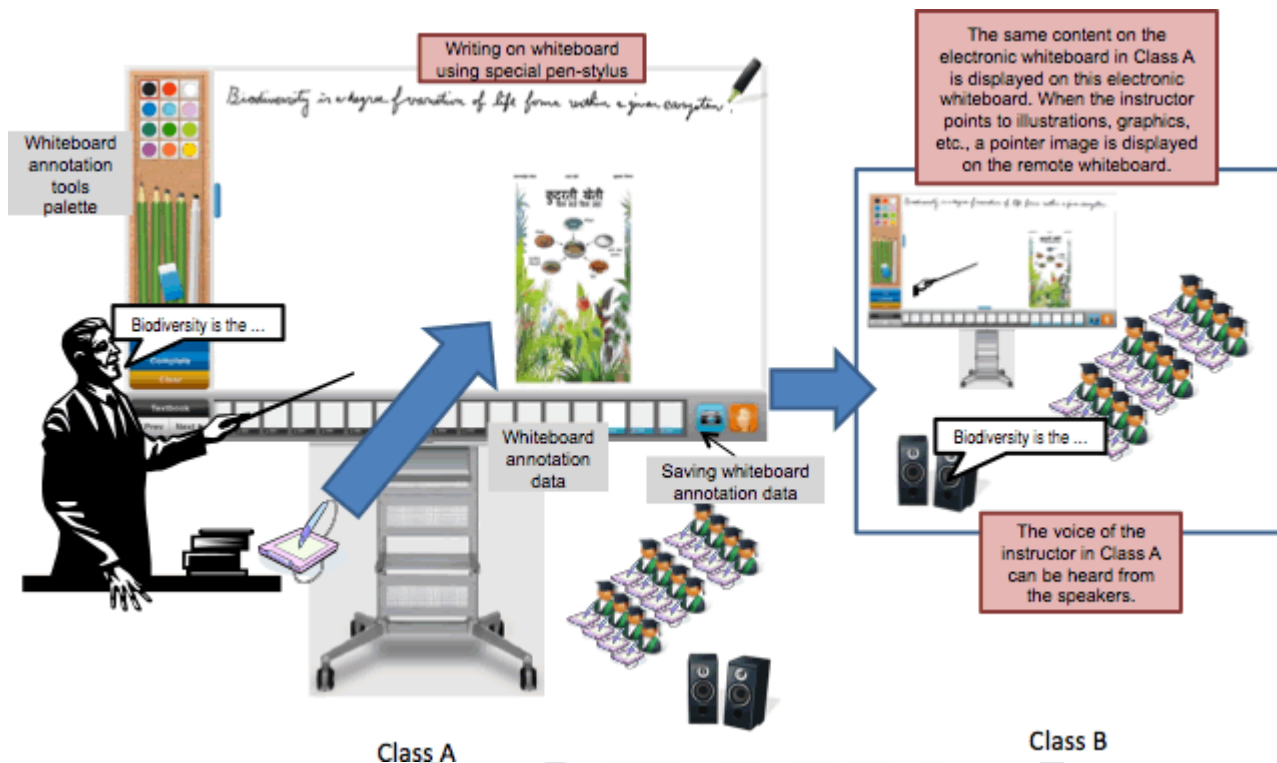 Writing on whiteboard
using special pen-stylus
The same content on the
electronic whiteboard in Class A
is displayed on this electronic
whiteboard. When the instructor
points to illustrations, graphics,
etc., a pointer image is displayed
on the remote whiteboard.
Biodiversity is a degree of variation of life forms within a given ecosystem.
Whiteboard
annotation
tools
palette
कुदरती खेती
Biodiversity is the ...
Complete
Clear
Textbook
Prev Next
Whiteboard
annotation
data
Saving whiteboard
annotation data
Biodiversity is the ...
The voice of the
instructor in Class A
can be heard from
the speakers.
Class A
Class B